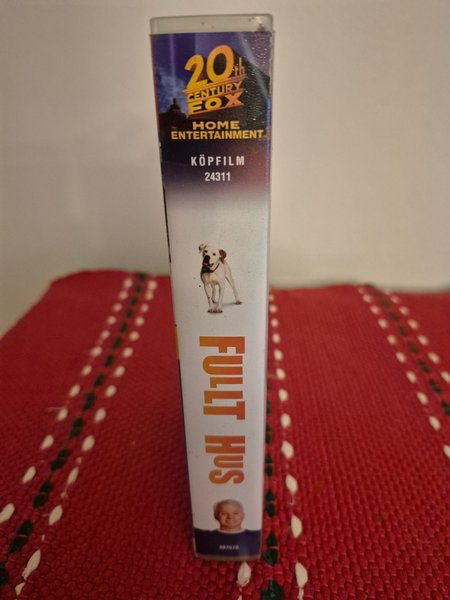 20th
CENTURY
FOX
HOME
ENTERTAINMENT
KÖPFILM
24311
FULLT HUS